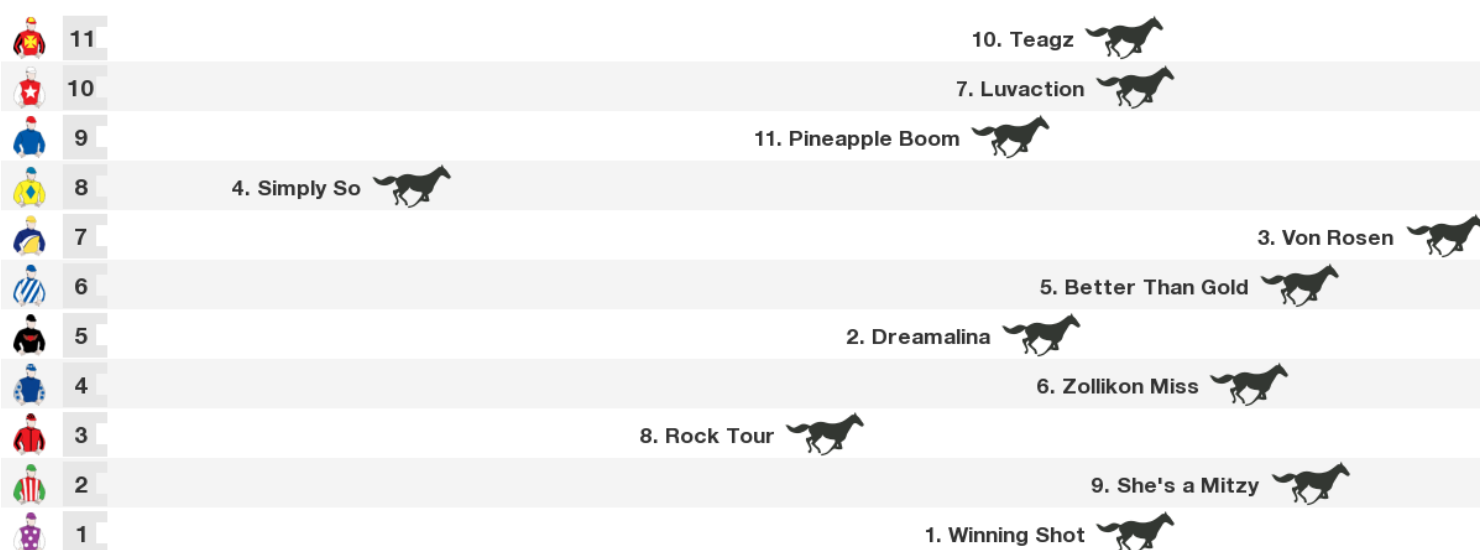 11 10. Teagz
10 7. Luvaction
9 11. Pineapple Boom
8 4. Simply So
7 3. Von Rosen
6 5. Better Than Gold
5 2. Dreamalina
4 6. Zollikon Miss
3 8. Rock Tour
2 9. She's a Mitzy
1 1. Winning Shot